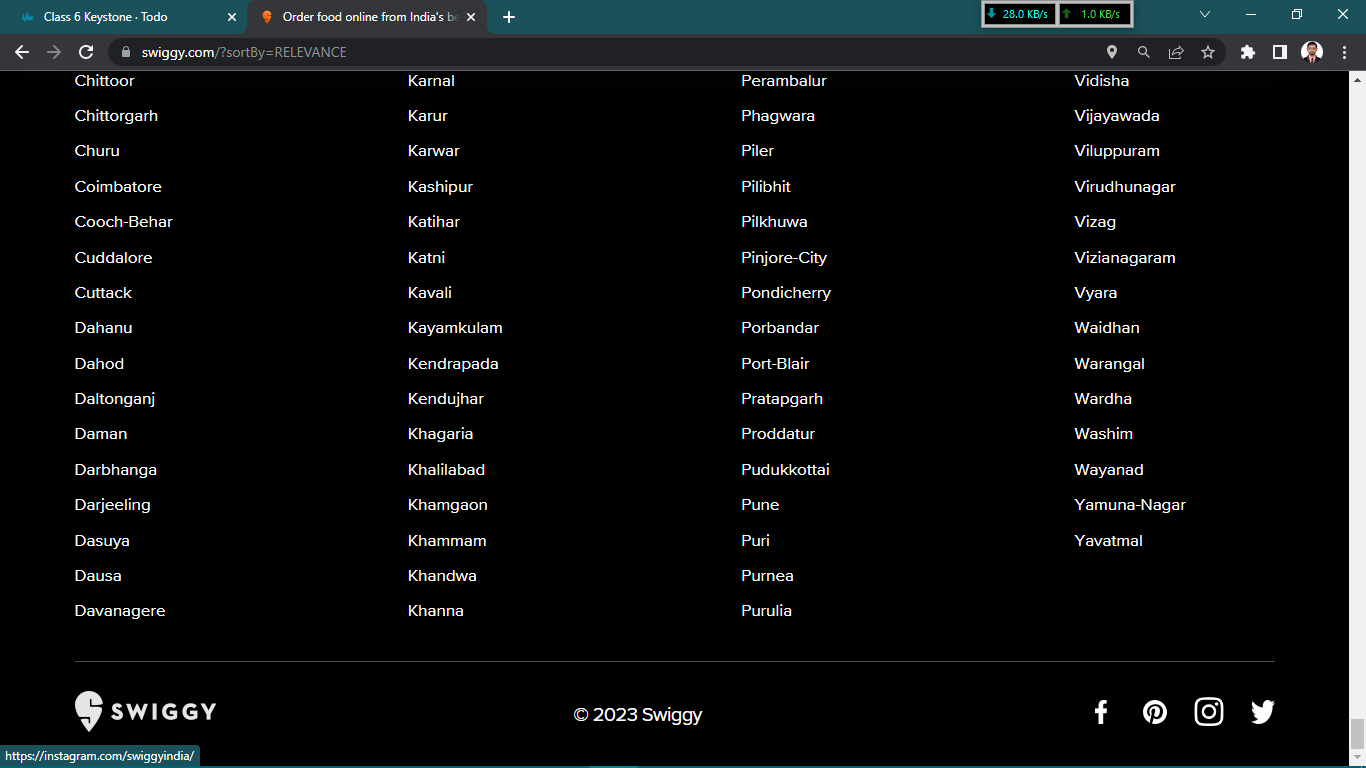 Class 6 Keystone · Todo
Order food online from India's be
28.0 KB/s
1.0 KB/s
swiggy.com/?sortBy=RELEVANCE
Chittoor
Chittorgarh
Churu
Coimbatore
Cooch-Behar
Cuddalore
Cuttack
Dahanu
Dahod
Daltonganj
Daman
Darbhanga
Darjeeling
Dasuya
Dausa
Davanagere
Karnal
Karur
Karwar
Kashipur
Katihar
Katni
Kavali
Kayamkulam
Kendrapada
Kendujhar
Khagaria
Khalilabad
Khamgaon
Khammam
Khandwa
Khanna
Perambalur
Phagwara
Piler
Pilibhit
Pilkhuwa
Pinjore-City
Pondicherry
Porbandar
Port-Blair
Pratapgarh
Proddatur
Pudukkottai
Pune
Puri
Purnea
Purulia
Vidisha
Vijayawada
Viluppuram
Virudhunagar
Vizag
Vizianagaram
Vyara
Waidhan
Warangal
Wardha
Washim
Wayanad
Yamuna-Nagar
Yavatmal
SWIGGY
© 2023 Swiggy
https://instagram.com/swiggyindia/